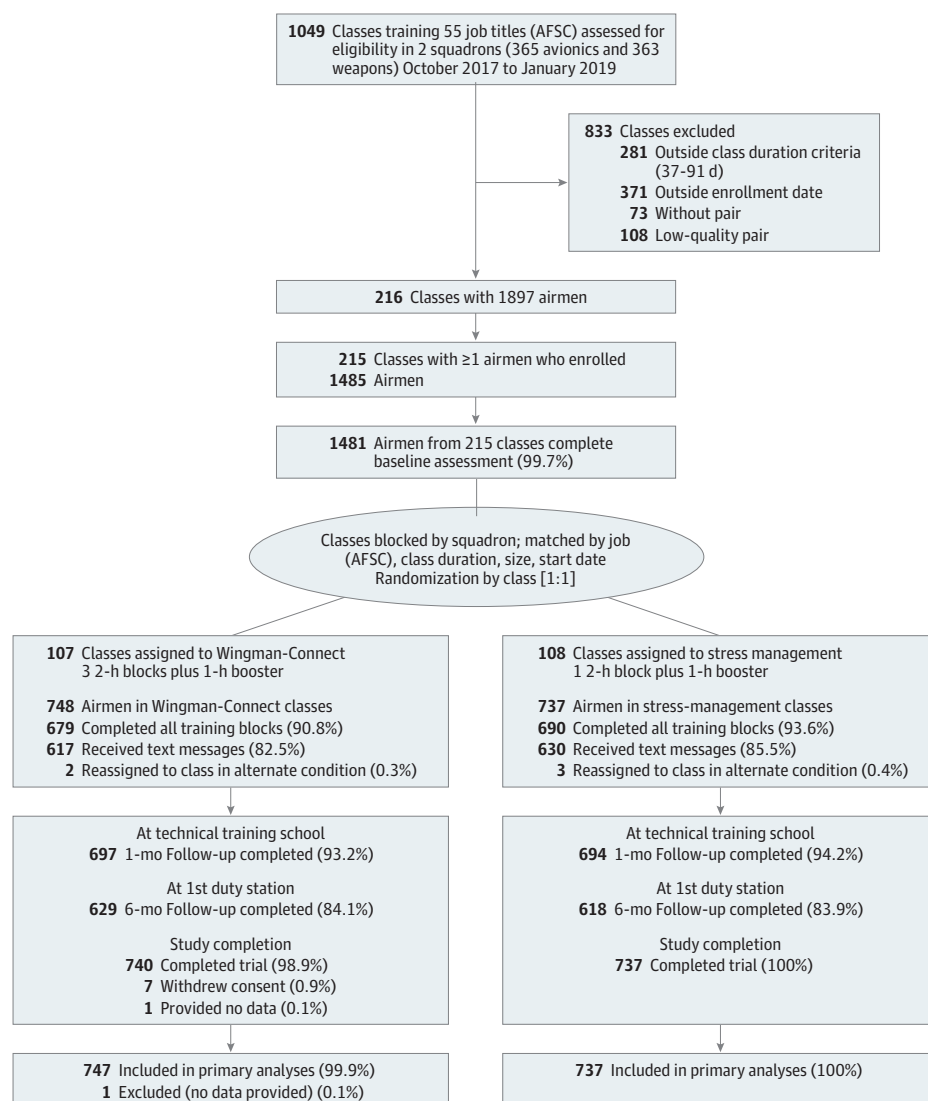 1049 Classes training 55 job titles (AFSC) assessed for
eligibility in 2 squadrons (365 avionics and 363
weapons) October 2017 to January 2019
833 Classes excluded
281 Outside class duration criteria
(37-91 d)
371 Outside enrollment date
73 Without pair
108 Low-quality pair
216 Classes with 1897 airmen
215 Classes with ≥1 airmen who enrolled
1485 Airmen
1481 Airmen from 215 classes complete
baseline assessment (99.7%)
Classes blocked by squadron; matched by job
(AFSC), class duration, size, start date
Randomization by class [1:1]
107 Classes assigned to Wingman-Connect
3 2-h blocks plus 1-h booster
748 Airmen in Wingman-Connect classes
679 Completed all training blocks (90.8%)
617 Received text messages (82.5%)
2 Reassigned to class in alternate condition (0.3%)
108 Classes assigned to stress management
1 2-h block plus 1-h booster
737 Airmen in stress-management classes
690 Completed all training blocks (93.6%)
630 Received text messages (85.5%)
3 Reassigned to class in alternate condition (0.4%)
At technical training school
697 1-mo Follow-up completed (93.2%)
At 1st duty station
629 6-mo Follow-up completed (84.1%)
Study completion
740 Completed trial (98.9%)
7 Withdrew consent (0.9%)
1 Provided no data (0.1%)
At technical training school
694 1-mo Follow-up completed (94.2%)
At 1st duty station
618 6-mo Follow-up completed (83.9%)
Study completion
737 Completed trial (100%)
747 Included in primary analyses (99.9%)
1 Excluded (no data provided) (0.1%)
737 Included in primary analyses (100%)